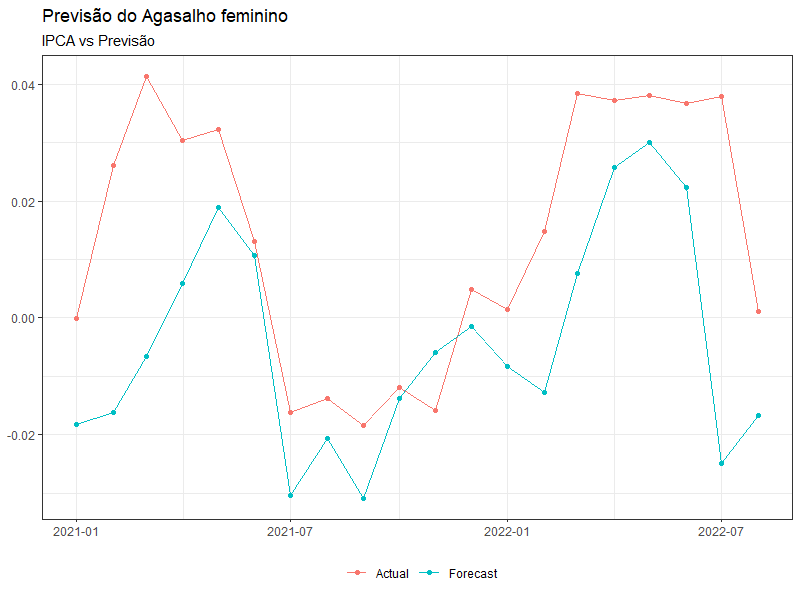 Previsão do Agasalho feminino
IPCA vs Previsão
0.04
0.02
0.00
-0.02
2021-01 2021-07 2022-01 2022-07
Actual Forecast